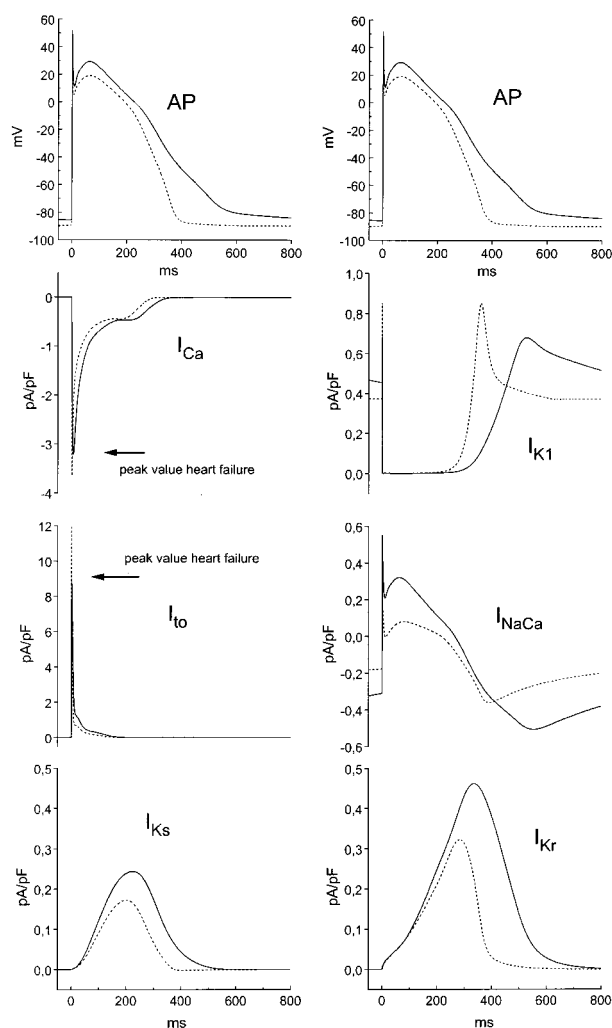 60
40
20
0
-20
-40
-60
-80
-100
mV
AP
0 200 400 600 800
ms
60
40
20
0
-20
-40
-60
-80
-100
mV
AP
0 200 400 600 800
ms
0
-1
-2
-3
-4
pA/pF
ICa
peak value heart failure
1,0
0,8
0,6
0,4
0,2
0,0
pA/pF
IK1
12
10
8
6
4
2
0
pA/pF
peak value heart failure
Ito
0,6
0,4
0,2
0,0
-0,2
-0,4
-0,6
pA/pF
INaCa
0,5
0,4
0,3
0,2
0,1
0,0
pA/pF
IKs
0 200 400 600 800
ms
0,5
0,4
0,3
0,2
0,1
0,0
pA/pF
IKr
0 200 400 600 800
ms